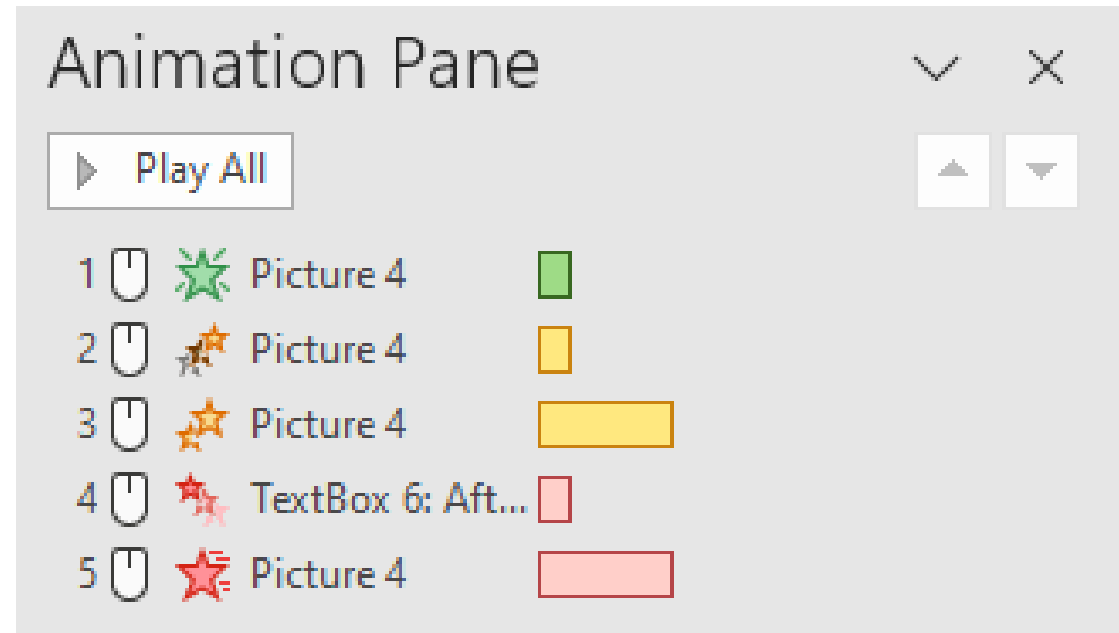 Animation Pane
Play All
1 Picture 4
2 Picture 4
3 Picture 4
4 TextBox 6: Aft...
5 Picture 4